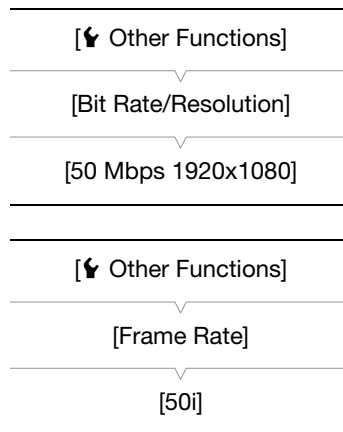 [ Other Functions]
[Bit Rate/Resolution]
[50 Mbps 1920x1080]
[ Other Functions]
[Frame Rate]
[50i]